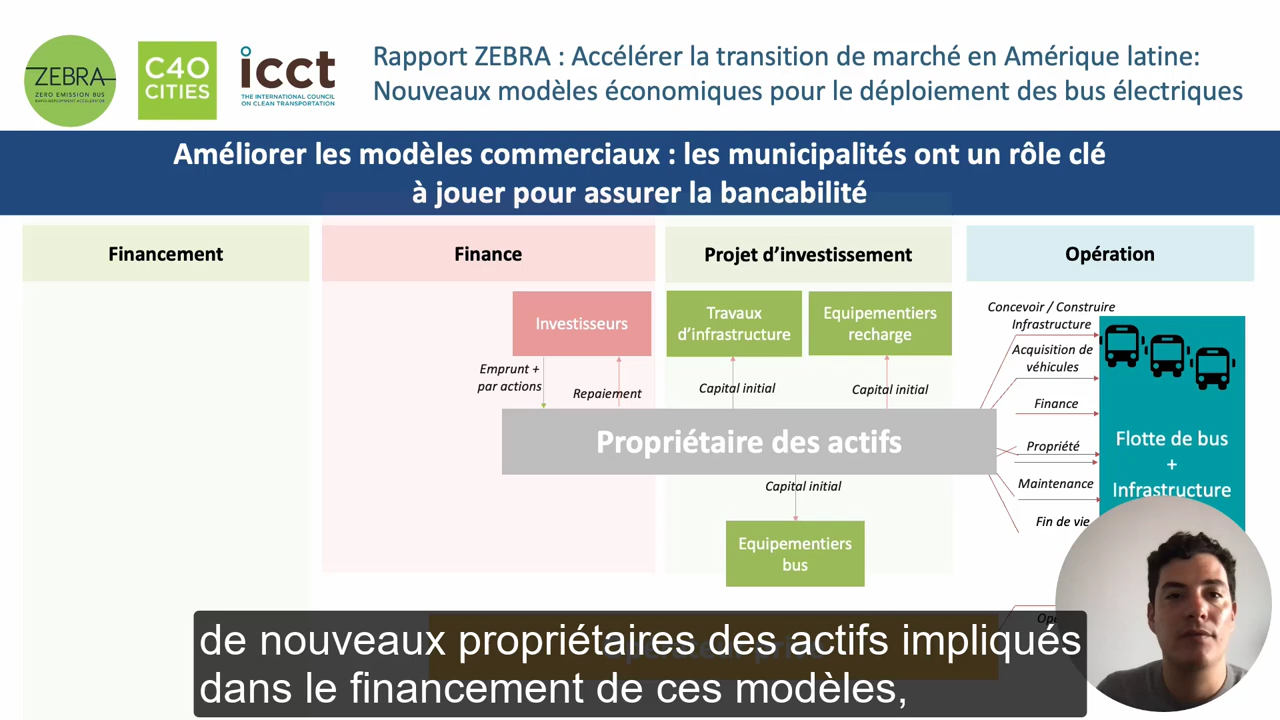 ZEBRA
ZERO EMISSION BUS
RAPID-DEPLOYMENT ACCELERATOR
C40
CITIES
icct
THE INTERNATIONAL COUNCIL
ON CLEAN TRANSPORTATION
Rapport ZEBRA : Accélérer la transition de marché en Amérique latine:
Nouveaux modèles économiques pour le déploiement des bus électriques
Améliorer les modèles commerciaux : les municipalités ont un rôle clé
à jouer pour assurer la bancabilité
Financement
Finance
Projet d’investissement
Opération
Investisseurs
Travaux
d’infrastructure
Equipementiers
recharge
Concevoir / Construire
Infrastructure
Acquisition de
véhicules
Emprunt +
par actions
Repaiement
Capital initial
Capital initial
Finance
Propriétaire des actifs
Propriété
Flotte de bus
+
Infrastructure
Capital initial
Maintenance
Fin de vie
Equipementiers
bus
de nouveaux propriétaires des actifs impliqués
dans le financement de ces modèles,